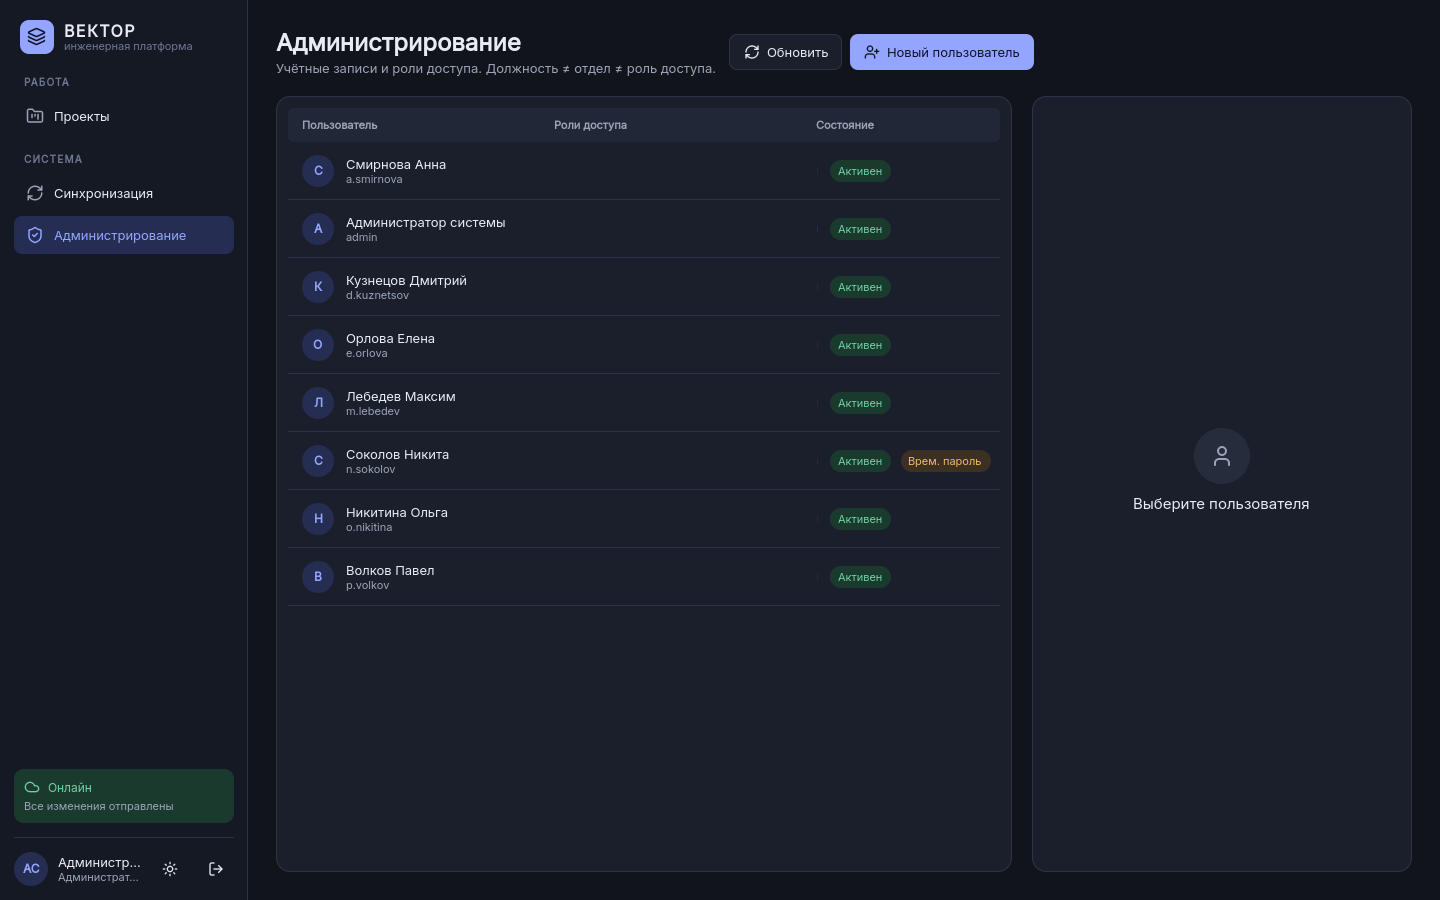 ВЕКТОР
инженерная платформа
РАБОТА
Проекты
СИСТЕМА
Синхронизация
Администрирование
Онлайн
Все изменения отправлены
АС
Администр...
Администрат...
Администрирование
Учётные записи и роли доступа. Должность ≠ отдел ≠ роль доступа.
Обновить
Новый пользователь
Пользователь Роли доступа Состояние
С Смирнова Анна Активен
a.smirnova
А Администратор системы Активен
admin
К Кузнецов Дмитрий Активен
d.kuznetsov
О Орлова Елена Активен
e.orlova
Л Лебедев Максим Активен
m.lebedev
С Соколов Никита Активен Врем. пароль
n.sokolov
Н Никитина Ольга Активен
o.nikitina
В Волков Павел Активен
p.volkov
Выберите пользователя